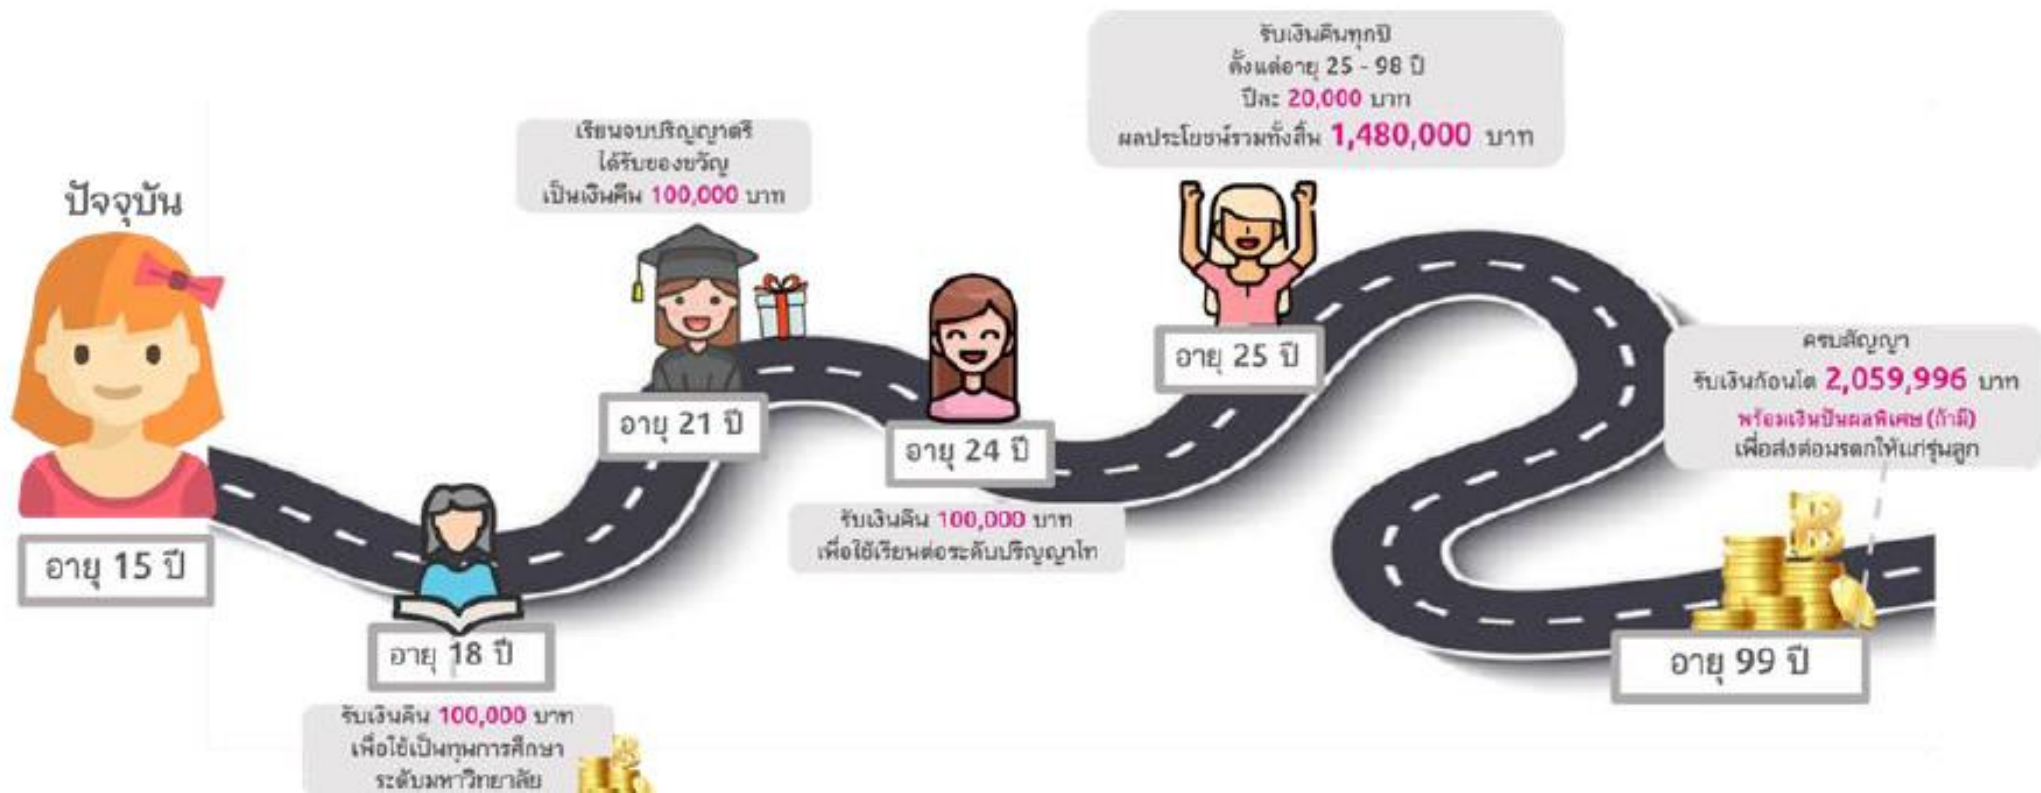 ปัจจุบัน
อายุ 15 ปี
อายุ 18 ปี
รับเงินคืน 100,000 บาท
เพื่อใช้เป็นทุนการศึกษา
ระดับมหาวิทยาลัย
เรียนจบปริญญาตรี
ได้รับของขวัญ
เป็นเงินคืน 100,000 บาท
อายุ 21 ปี
อายุ 24 ปี
รับเงินคืน 100,000 บาท
เพื่อใช้เรียนต่อระดับปริญญาโท
รับเงินคืนทุกปี
ตั้งแต่อายุ 25 - 98 ปี
ปีละ 20,000 บาท
ผลประโยชน์รวมทั้งสิ้น 1,480,000 บาท
อายุ 25 ปี
ครบสัญญา
รับเงินก้อนโต 2,059,996 บาท
พร้อมเงินปันผลพิเศษ (ถ้ามี)
เพื่อส่งต่อมรดกให้แก่รุ่นลูก
อายุ 99 ปี